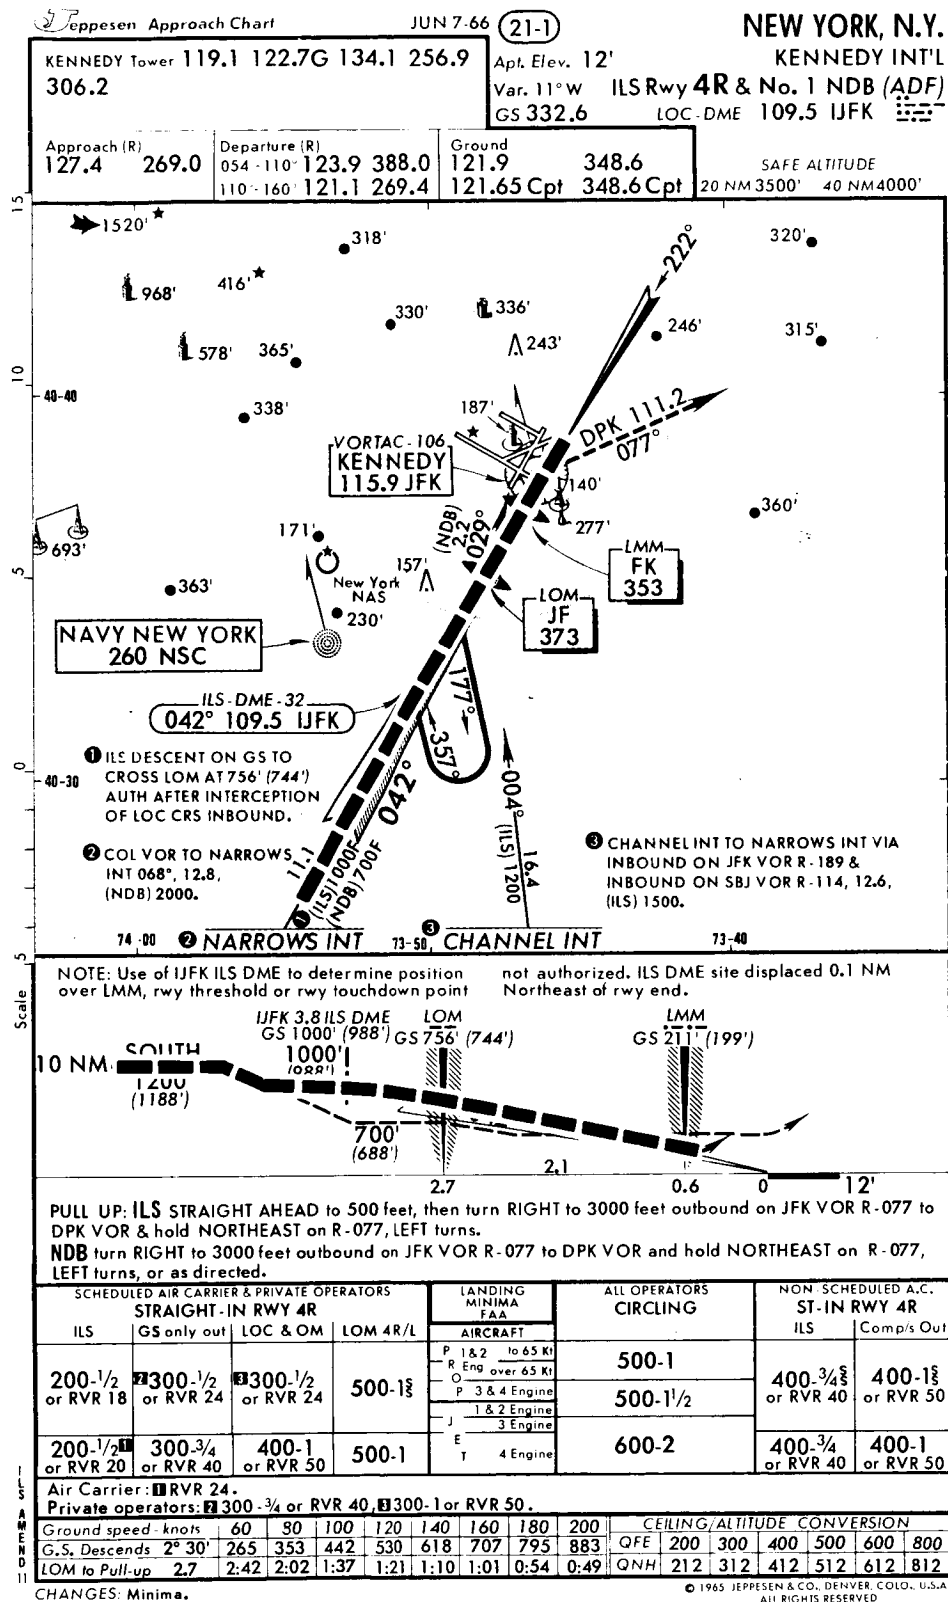 Jeppesen Approach Chart JUN 7-66 21-1 NEW YORK, N.Y.
KENNEDY INT'L
KENNEDY Tower 119.1 122.7G 134.1 256.9
306.2
Apt. Elev. 12'
Var. 11° W ILS Rwy 4R & No. 1 NDB (ADF)
GS 332.6 LOC-DME 109.5 IJFK
Approach (R)
127.4 269.0
Departure (R)
054°-110° 123.9 388.0
110°-160° 121.1 269.4
Ground
121.9 348.6
121.65 Cpt 348.6 Cpt
SAFE ALTITUDE
20 NM 3500' 40 NM 4000'
15
1520'
318'
320'
222°
968'
416'
330'
336'
246'
315'
578'
365'
243'
10
40-40
338'
187'
DPK 111.2
077°
VORTAC-106
KENNEDY
115.9 JFK
140'
277'
360'
693'
171'
(NDB)
2.2
029°
LMM
FK
353
5
363'
New York
NAS
157'
LOM
JF
373
230'
NAVY NEW YORK
260 NSC
177°
ILS-DME-32
042° 109.5 IJFK
357°
1 ILS DESCENT ON GS TO
CROSS LOM AT 756' (744')
AUTH AFTER INTERCEPTION
OF LOC CRS INBOUND.
0
40-30
042°
004°
(ILS) 1200
16.4
2 COL VOR TO NARROWS
INT 068°, 12.8,
(NDB) 2000.
11.1
1 (ILS) 1000F
(NDB) 700F
3 CHANNEL INT TO NARROWS INT VIA
INBOUND ON JFK VOR R-189 &
INBOUND ON SBJ VOR R-114, 12.6,
(ILS) 1500.
74-00 2 NARROWS INT 73-50 3 CHANNEL INT 73-40
5
Scale
NOTE: Use of IJFK ILS DME to determine position not authorized. ILS DME site displaced 0.1 NM
over LMM, rwy threshold or rwy touchdown point Northeast of rwy end.
IJFK 3.8 ILS DME
GS 1000' (988')
LOM
GS 756' (744')
LMM
GS 211' (199')
10 NM
SOUTH
1200
(1188')
1000'
(988')
700'
(688')
2.1
2.7 0.6 0 12'
PULL UP: ILS STRAIGHT AHEAD to 500 feet, then turn RIGHT to 3000 feet outbound on JFK VOR R-077 to
DPK VOR & hold NORTHEAST on R-077, LEFT turns.
NDB turn RIGHT to 3000 feet outbound on JFK VOR R-077 to DPK VOR and hold NORTHEAST on R-077,
LEFT turns, or as directed.
SCHEDULED AIR CARRIER & PRIVATE OPERATORS
STRAIGHT-IN RWY 4R
LANDING
MINIMA
FAA
ALL OPERATORS
CIRCLING
NON SCHEDULED A.C.
ST-IN RWY 4R
ILS GS only out LOC & OM LOM 4R/L AIRCRAFT ILS Comp/s Out
200-1/2
or RVR 18
2 300-1/2
or RVR 24
3 300-1/2
or RVR 24
500-1§
PROP
1&2 Eng
to 65 Kt
over 65 Kt
3 & 4 Engine
500-1
500-1 1/2
400-3/4§
or RVR 40
400-1§
or RVR 50
200-1/2 1
or RVR 20
300-3/4
or RVR 40
400-1
or RVR 50
500-1
JET
1 & 2 Engine
3 Engine
4 Engine
600-2
400-3/4
or RVR 40
400-1
or RVR 50
Air Carrier: 1 RVR 24.
Private operators: 2 300-3/4 or RVR 40, 3 300-1 or RVR 50.
Ground speed-knots 60 80 100 120 140 160 180 200
G.S. Descends 2° 30' 265 353 442 530 618 707 795 883
LOM to Pull-up 2.7 2:42 2:02 1:37 1:21 1:10 1:01 0:54 0:49
CEILING/ALTITUDE CONVERSION
QFE 200 300 400 500 600 800
QNH 212 312 412 512 612 812
ILS AMEND 11
CHANGES: Minima.
© 1965 JEPPESEN & CO., DENVER, COLO., U.S.A.
ALL RIGHTS RESERVED